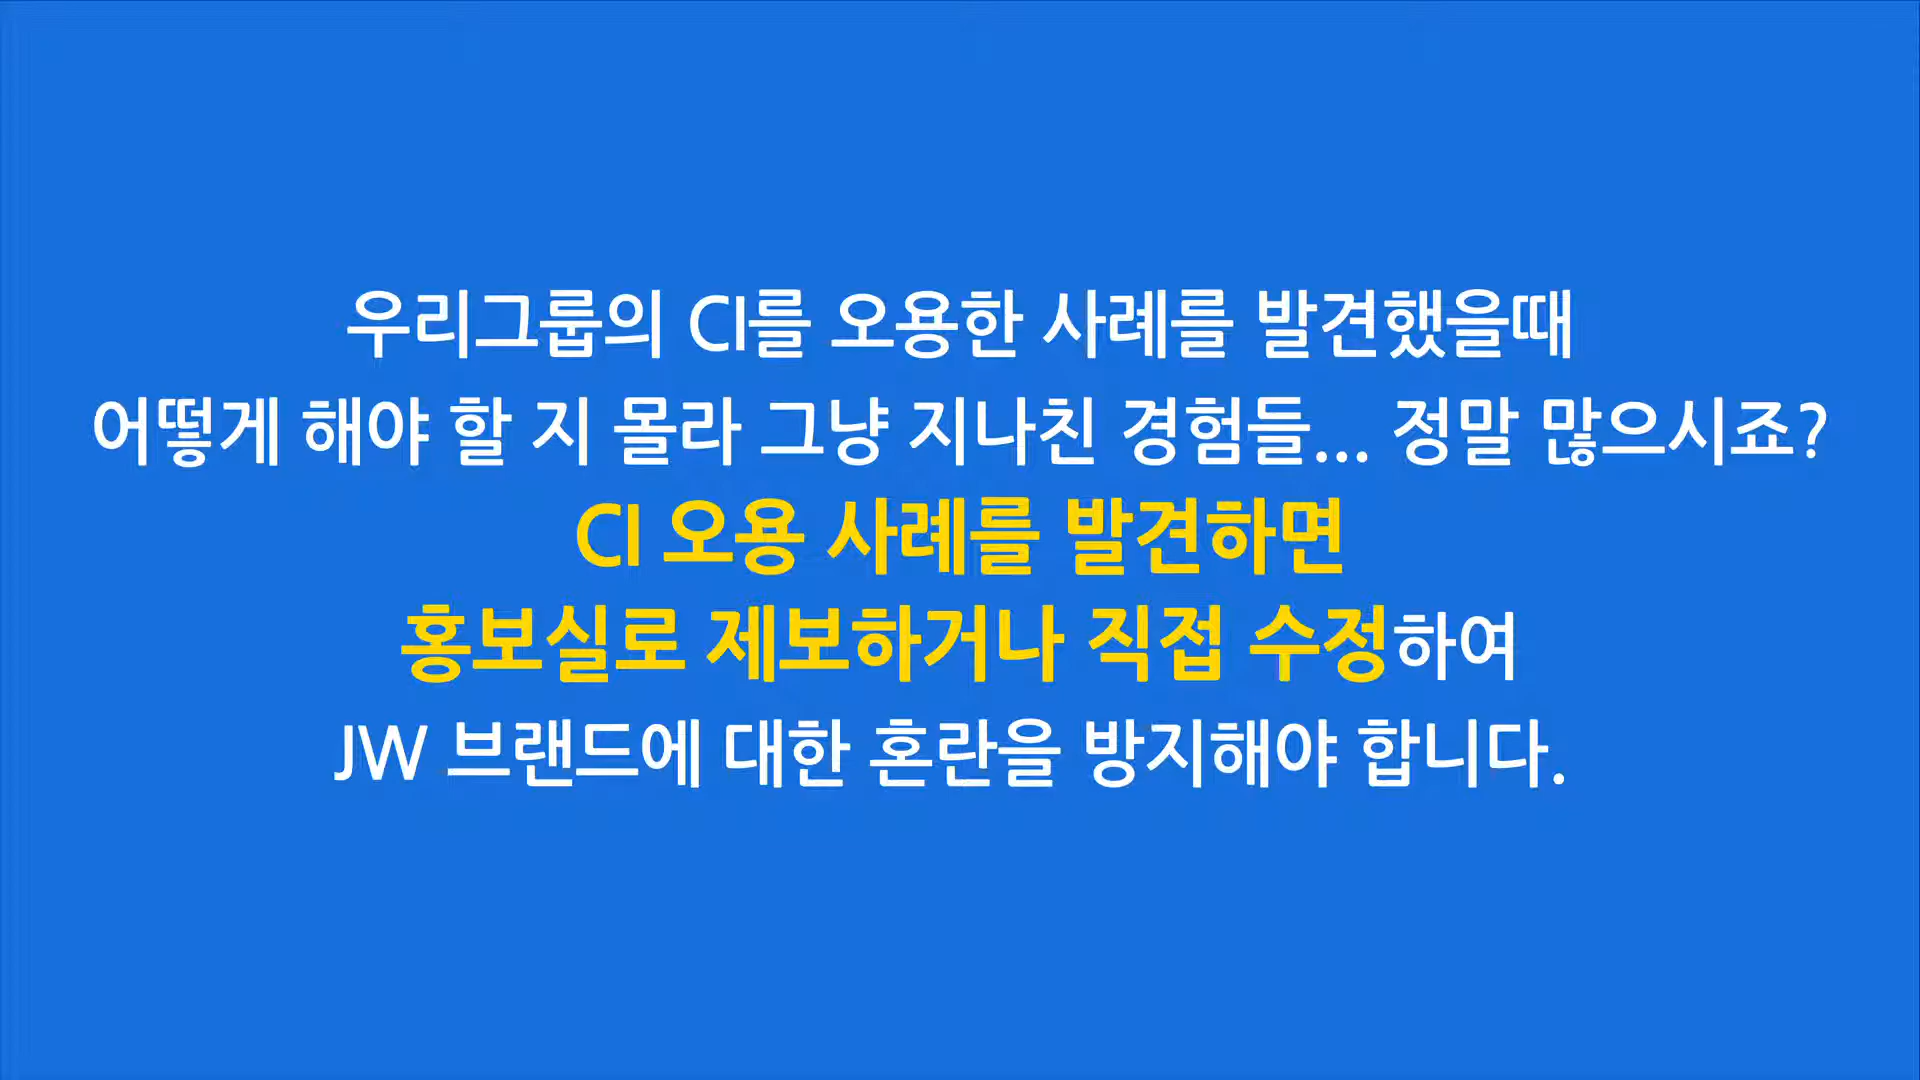 우리그룹의 CI를 오용한 사례를 발견했을때
어떻게 해야 할 지 몰라 그냥 지나친 경험들... 정말 많으시죠?
CI 오용 사례를 발견하면
홍보실로 제보하거나 직접 수정하여
JW 브랜드에 대한 혼란을 방지해야 합니다.